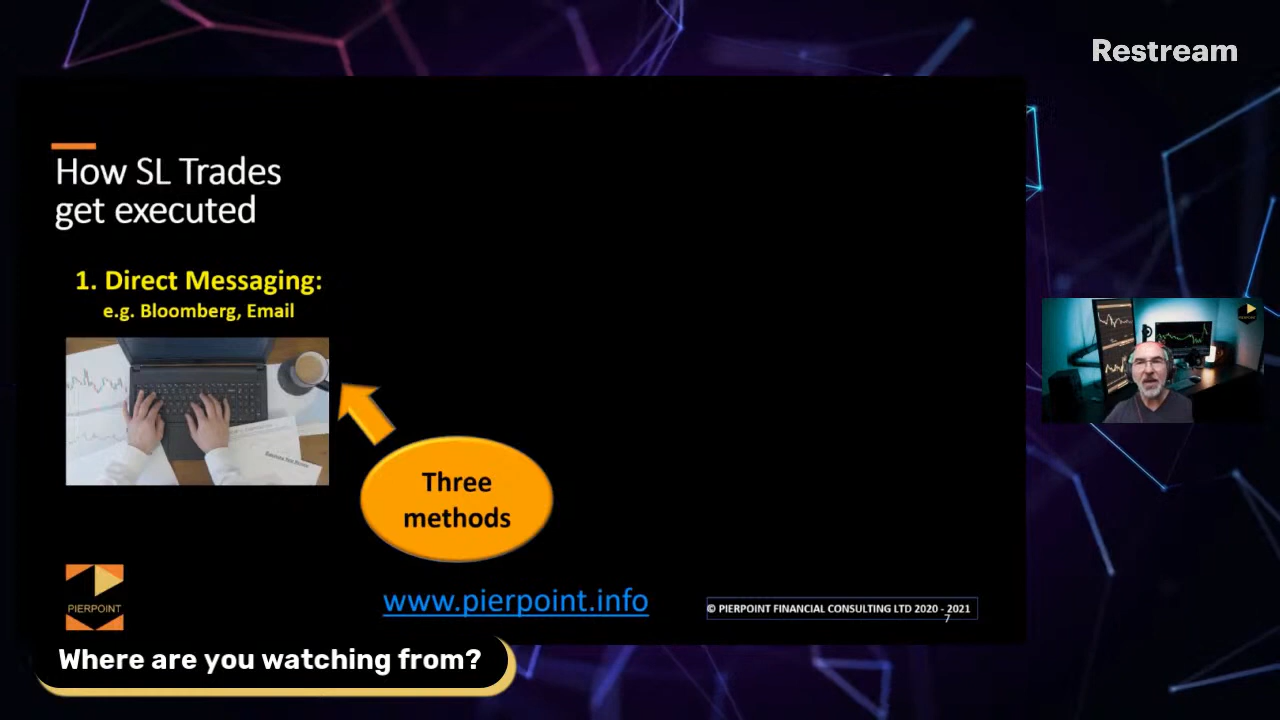 Restream
How SL Trades
get executed
1. Direct Messaging:
e.g. Bloomberg, Email
Three
methods
PIERPOINT
www.pierpoint.info
© PIERPOINT FINANCIAL CONSULTING LTD 2020 - 2021
7
Where are you watching from?